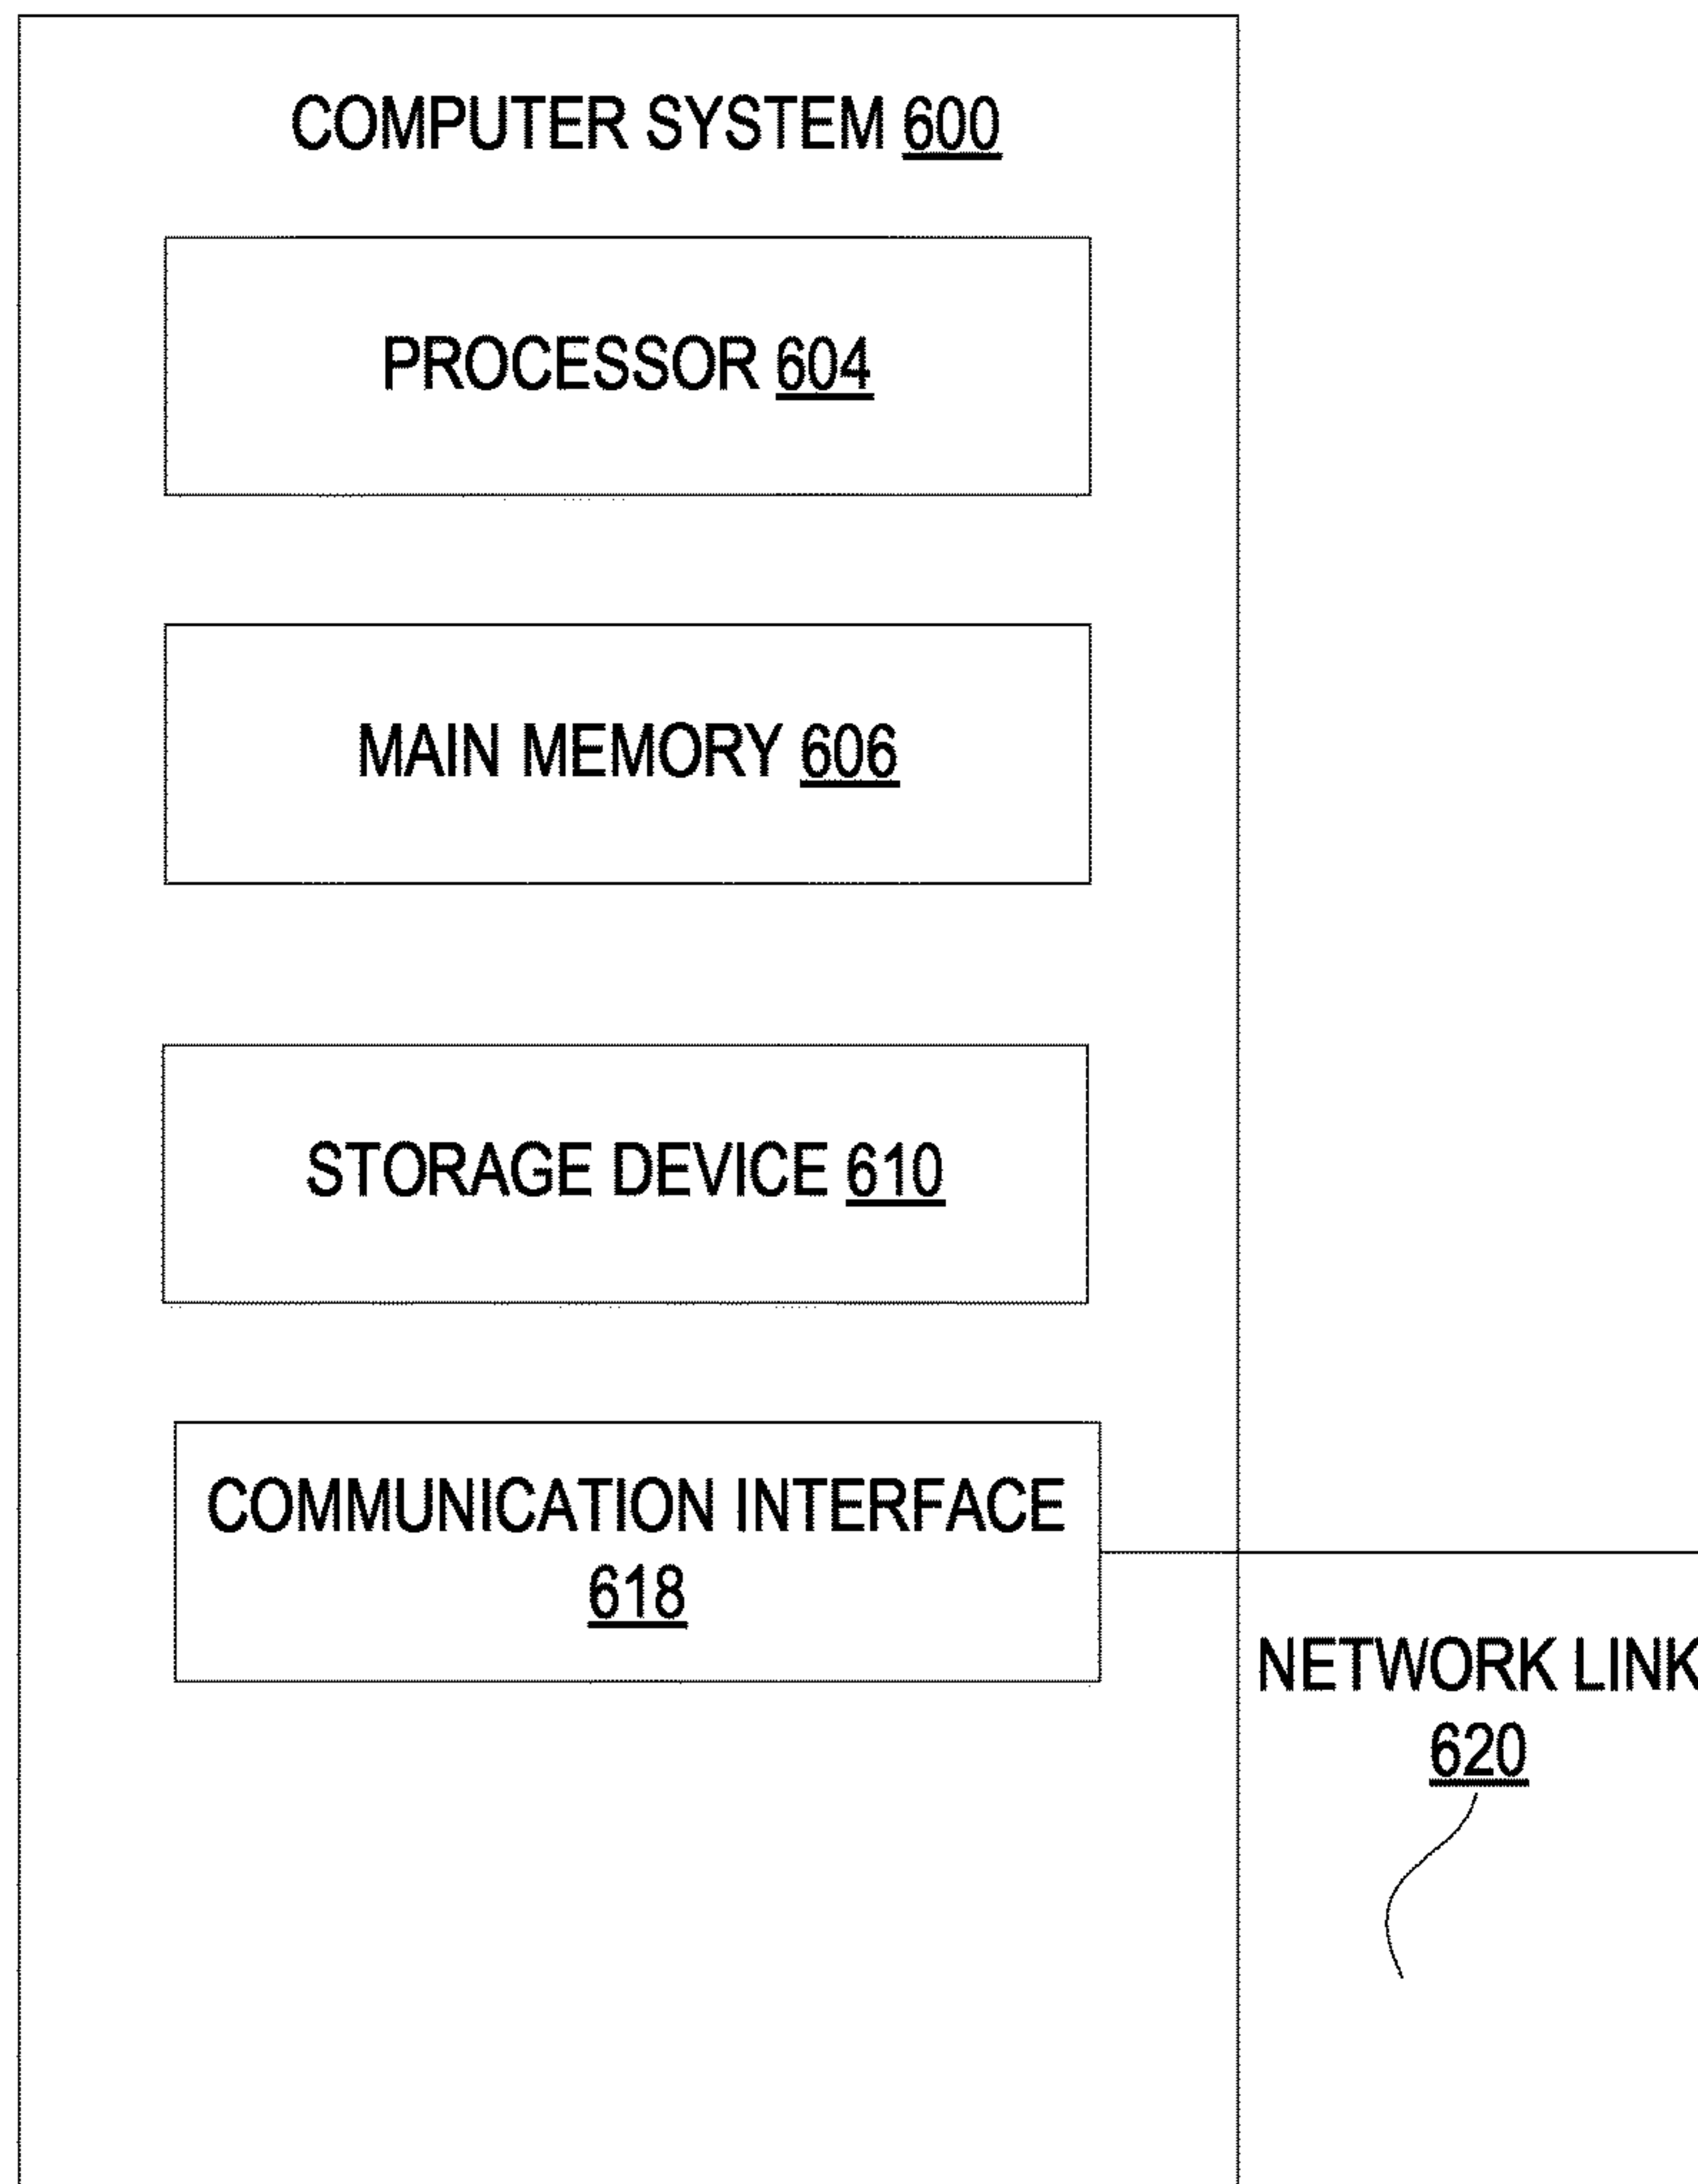 COMPUTER SYSTEM 600
PROCESSOR 604
MAIN MEMORY 606
STORAGE DEVICE 610
COMMUNICATION INTERFACE
618
NETWORK LINK
620